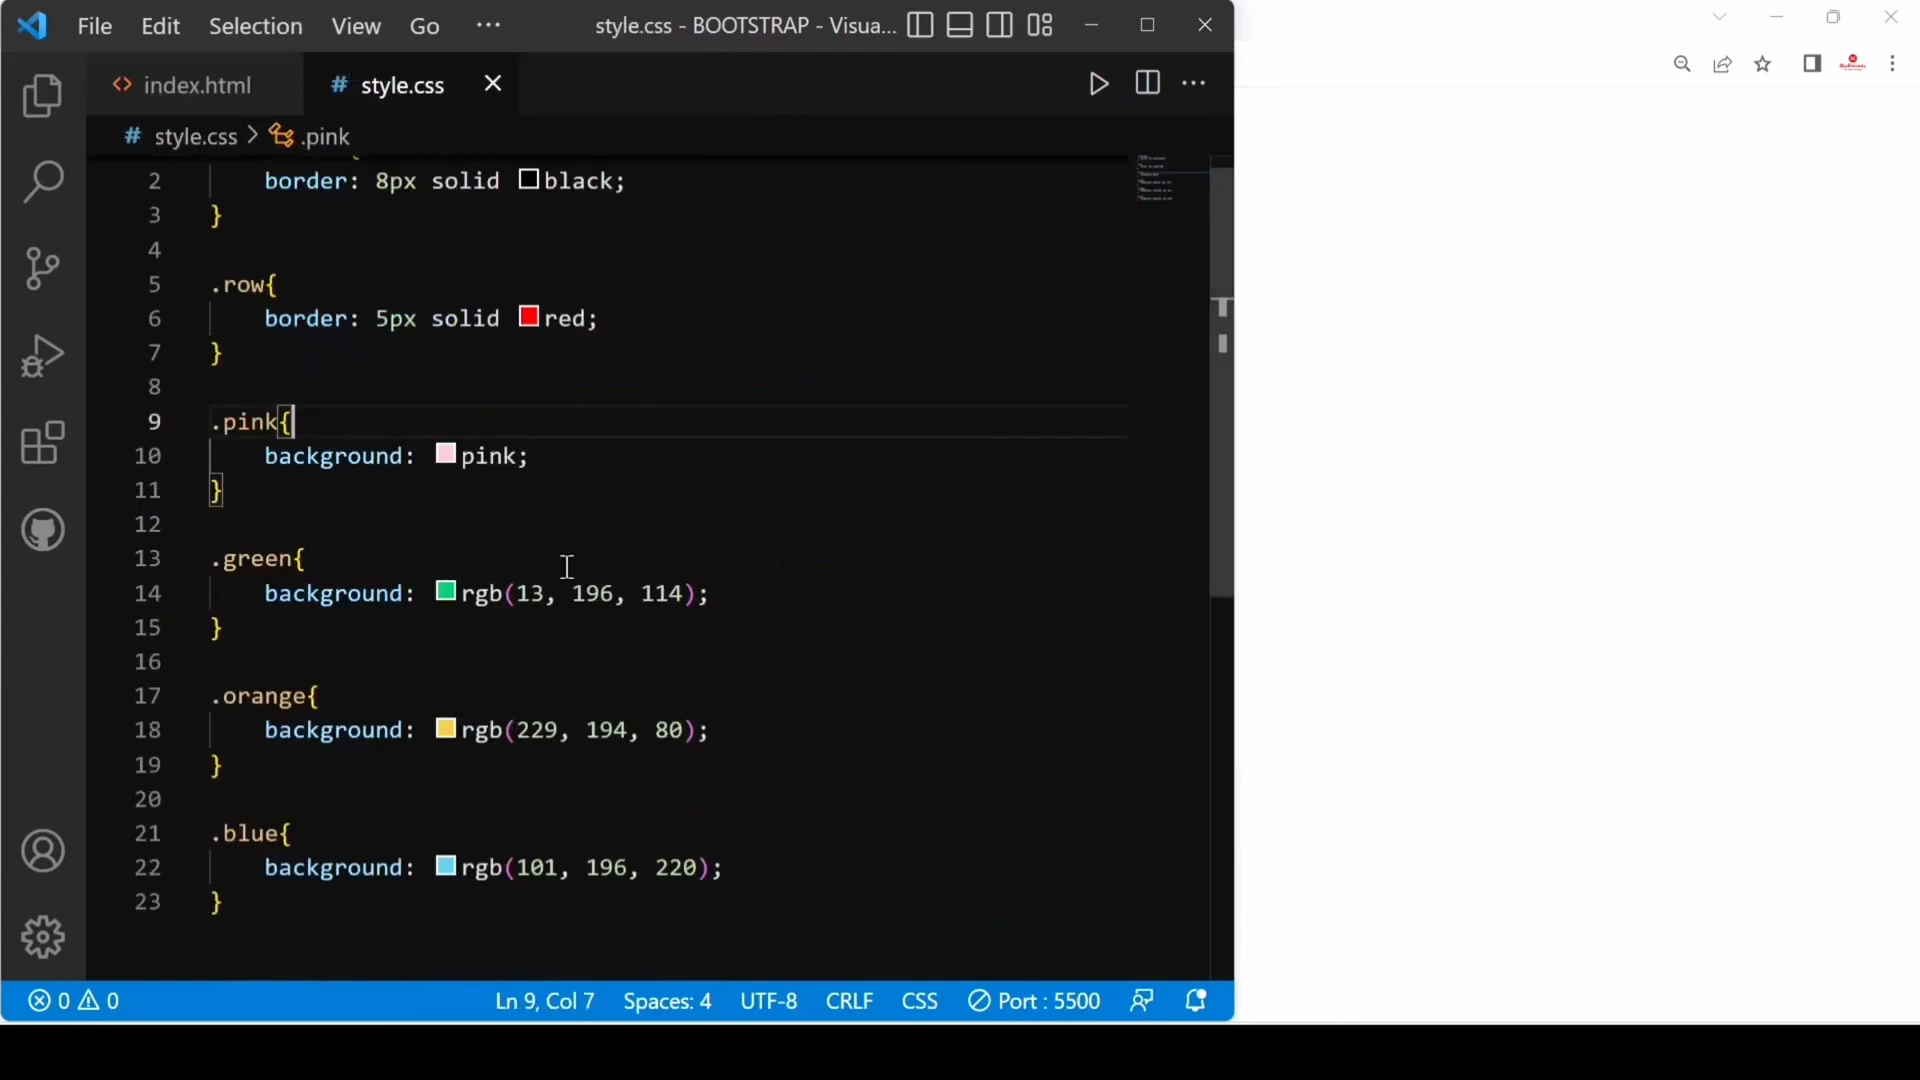 File Edit Selection View Go ··· style.css - BOOTSTRAP - Visua...
index.html # style.css
# style.css > .pink
2 border: 8px solid black;
3 }
4
5 .row{
6 border: 5px solid red;
7 }
8
9 .pink{
10 background: pink;
11 }
12
13 .green{
14 background: rgb(13, 196, 114);
15 }
16
17 .orange{
18 background: rgb(229, 194, 80);
19 }
20
21 .blue{
22 background: rgb(101, 196, 220);
23 }
0 0 Ln 9, Col 7 Spaces: 4 UTF-8 CRLF CSS Port : 5500